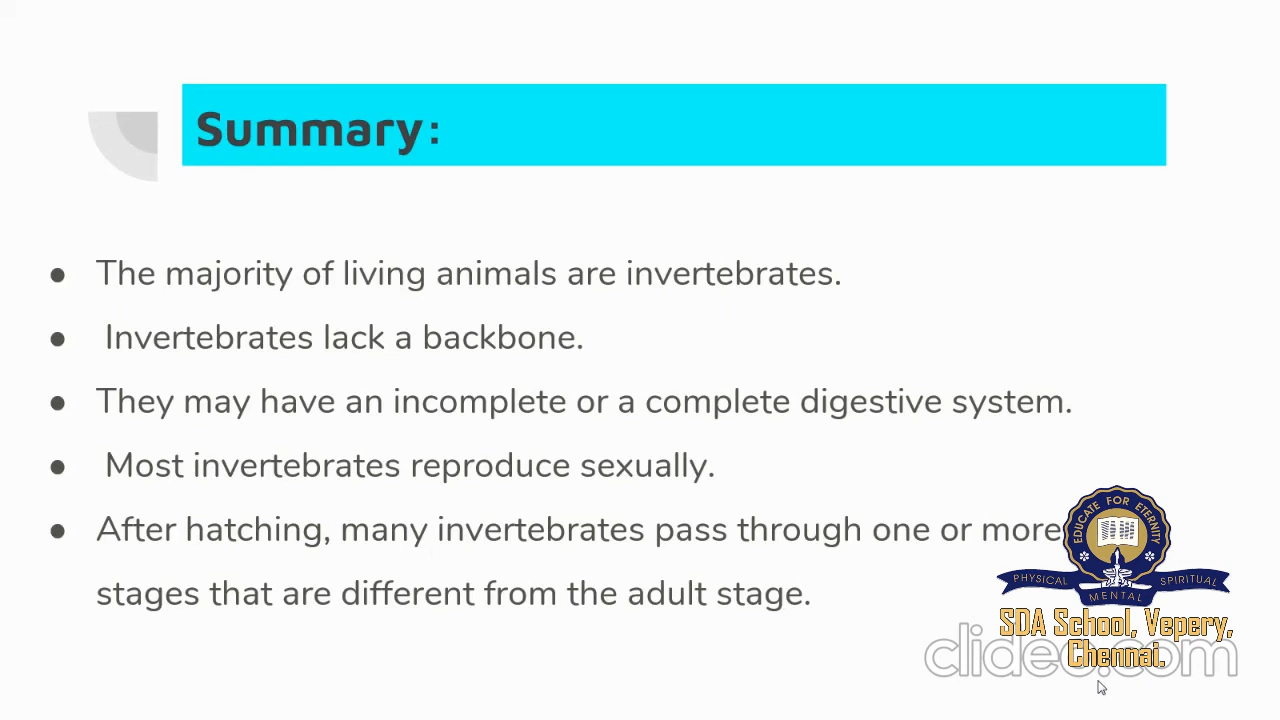 Summary:
● The majority of living animals are invertebrates.
● Invertebrates lack a backbone.
● They may have an incomplete or a complete digestive system.
● Most invertebrates reproduce sexually.
● After hatching, many invertebrates pass through one or more
stages that are different from the adult stage.
EDUCATE FOR ETERNITY
PHYSICAL MENTAL SPIRITUAL
SDA School, Vepery,
Chennai.
clideo.com